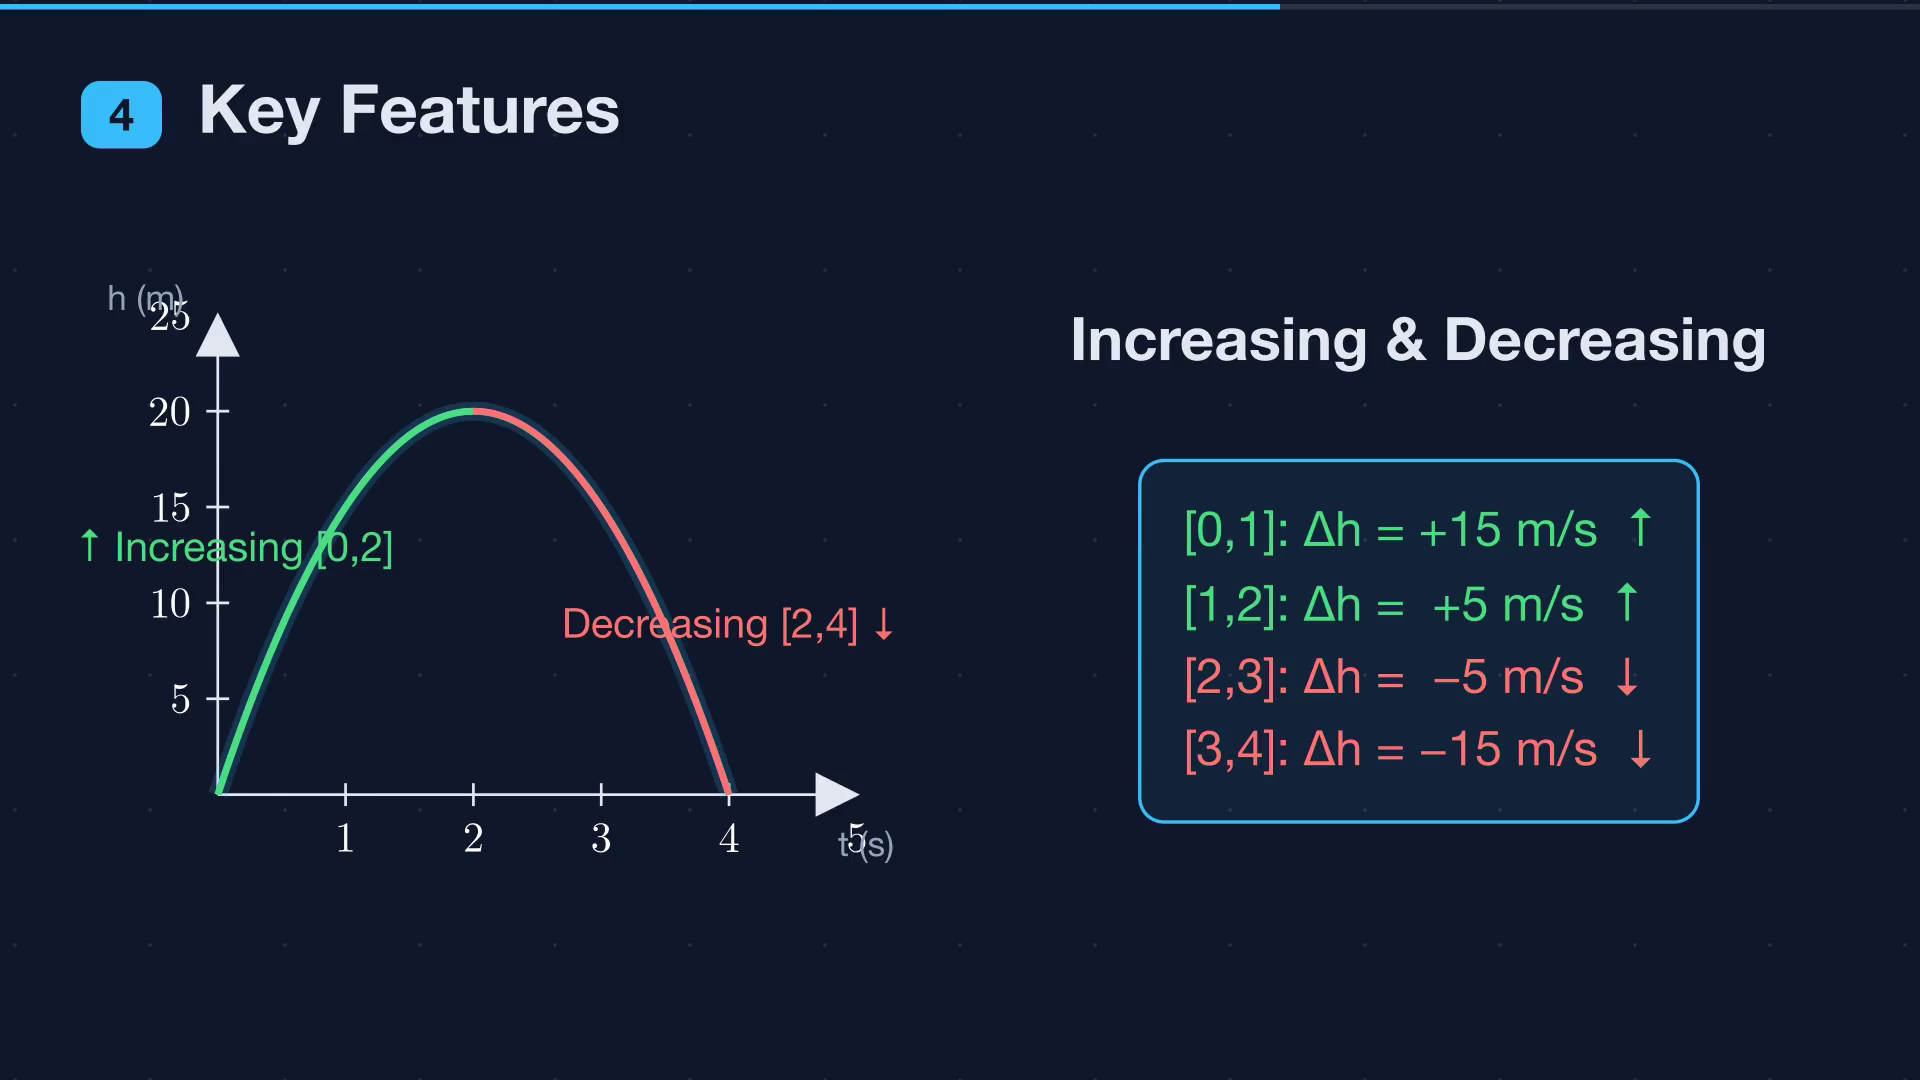 4 Key Features
h (m)
25
20
15
10
5
↑ Increasing [0,2]
Decreasing [2,4] ↓
1 2 3 4 5
t (s)
Increasing & Decreasing
[0,1]: Δh = +15 m/s ↑
[1,2]: Δh = +5 m/s ↑
[2,3]: Δh = −5 m/s ↓
[3,4]: Δh = −15 m/s ↓